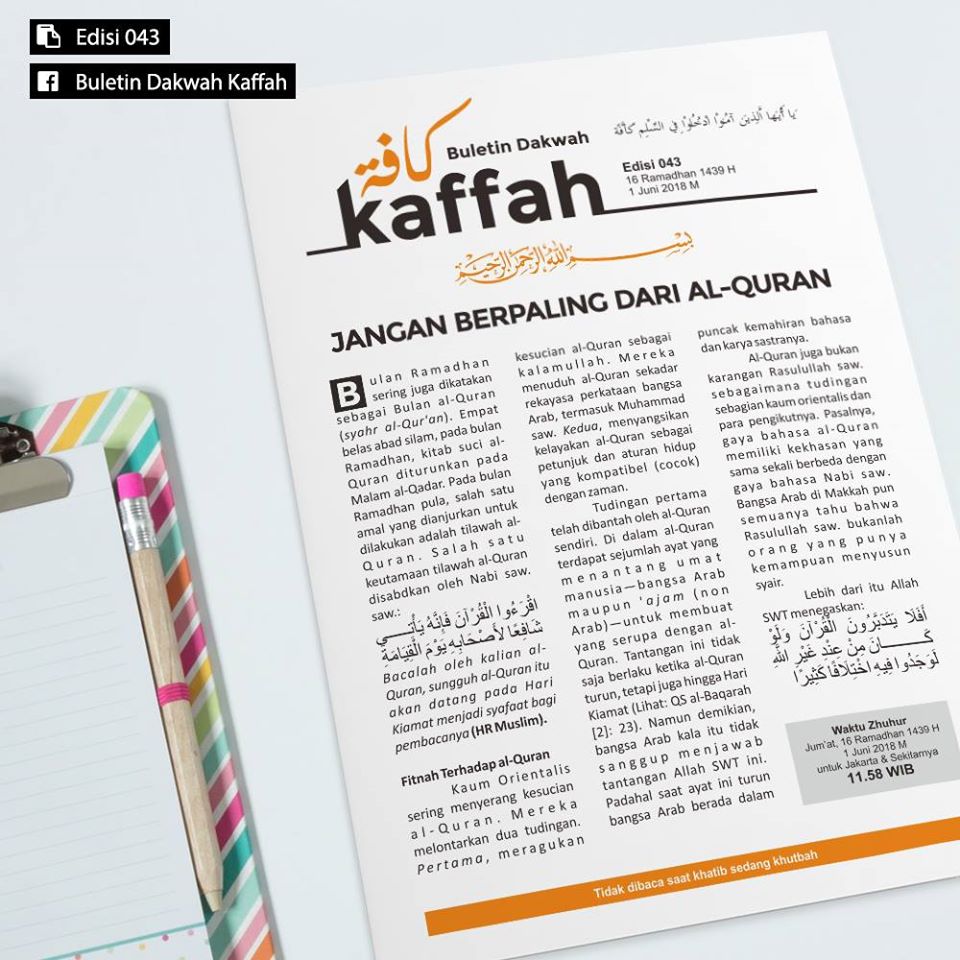 Edisi 043
Buletin Dakwah Kaffah
كافة
Buletin Dakwah
kaffah
يَا أَيُّهَا الَّذِينَ آمَنُوا ادْخُلُوا فِي السِّلْمِ كَافَّةً
Edisi 043
16 Ramadhan 1439 H
1 Juni 2018 M
بِسْمِ اللهِ الرَّحْمَنِ الرَّحِيْمِ
JANGAN BERPALING DARI AL-QURAN
Bulan Ramadhan
sering juga dikatakan
sebagai Bulan al-Quran
(syahr al-Qur'an). Empat
belas abad silam, pada bulan
Ramadhan, kitab suci al-
Quran diturunkan pada
Malam al-Qadar. Pada bulan
Ramadhan pula, salah satu
amal yang dianjurkan untuk
dilakukan adalah tilawah al-
Quran. Salah satu
keutamaan tilawah al-Quran
disabdkan oleh Nabi saw.
saw.:
اقْرَءُوا الْقُرْآنَ فَإِنَّهُ يَأْتِي
شَافِعًا لأَصْحَابِهِ يَوْمَ الْقِيَامَةِ
Bacalah oleh kalian al-
Quran, sungguh al-Quran itu
akan datang pada Hari
Kiamat menjadi syafaat bagi
pembacanya (HR Muslim).
Fitnah Terhadap al-Quran
Kaum Orientalis
sering menyerang kesucian
al-Quran. Mereka
melontarkan dua tudingan.
Pertama, meragukan
kesucian al-Quran sebagai
kalamullah. Mereka
menuduh al-Quran sekadar
rekayasa perkataan bangsa
Arab, termasuk Muhammad
saw. Kedua, menyangsikan
kelayakan al-Quran sebagai
petunjuk dan aturan hidup
yang kompatibel (cocok)
dengan zaman.
Tudingan pertama
telah dibantah oleh al-Quran
sendiri. Di dalam al-Quran
terdapat sejumlah ayat yang
menantang umat
manusia—bangsa Arab
maupun 'ajam (non
Arab)—untuk membuat
yang serupa dengan al-
Quran. Tantangan ini tidak
saja berlaku ketika al-Quran
turun, tetapi juga hingga Hari
Kiamat (Lihat: QS al-Baqarah
[2]: 23). Namun demikian,
bangsa Arab kala itu tidak
sanggup menjawab
tantangan Allah SWT ini.
Padahal saat ayat ini turun
bangsa Arab berada dalam
puncak kemahiran bahasa
dan karya sastranya.
Al-Quran juga bukan
karangan Rasulullah saw.
sebagaimana tudingan
sebagian kaum orientalis dan
para pengikutnya. Pasalnya,
gaya bahasa al-Quran
memiliki kekhasan yang
sama sekali berbeda dengan
gaya bahasa Nabi saw.
Bangsa Arab di Makkah pun
semuanya tahu bahwa
Rasulullah saw. bukanlah
orang yang punya
kemampuan menyusun
syair.
Lebih dari itu Allah
SWT menegaskan:
أَفَلَا يَتَدَبَّرُونَ الْقُرْآنَ وَلَوْ
كَانَ مِنْ عِنْدِ غَيْرِ اللَّهِ
لَوَجَدُوا فِيهِ اخْتِلَافًا كَثِيرًا
Waktu Zhuhur
Jum'at, 16 Ramadhan 1439 H
1 Juni 2018 M
untuk Jakarta & Sekitarnya
11.58 WIB
Tidak dibaca saat khatib sedang khutbah